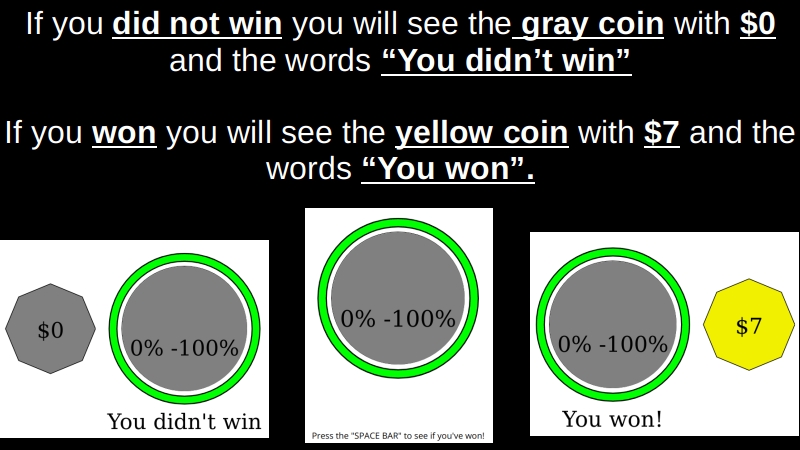 If you did not win you will see the gray coin with $0
and the words “You didn’t win”
If you won you will see the yellow coin with $7 and the
words “You won”.
$0
0% -100%
You didn't win
0% -100%
Press the "SPACE BAR" to see if you've won!
0% -100%
$7
You won!